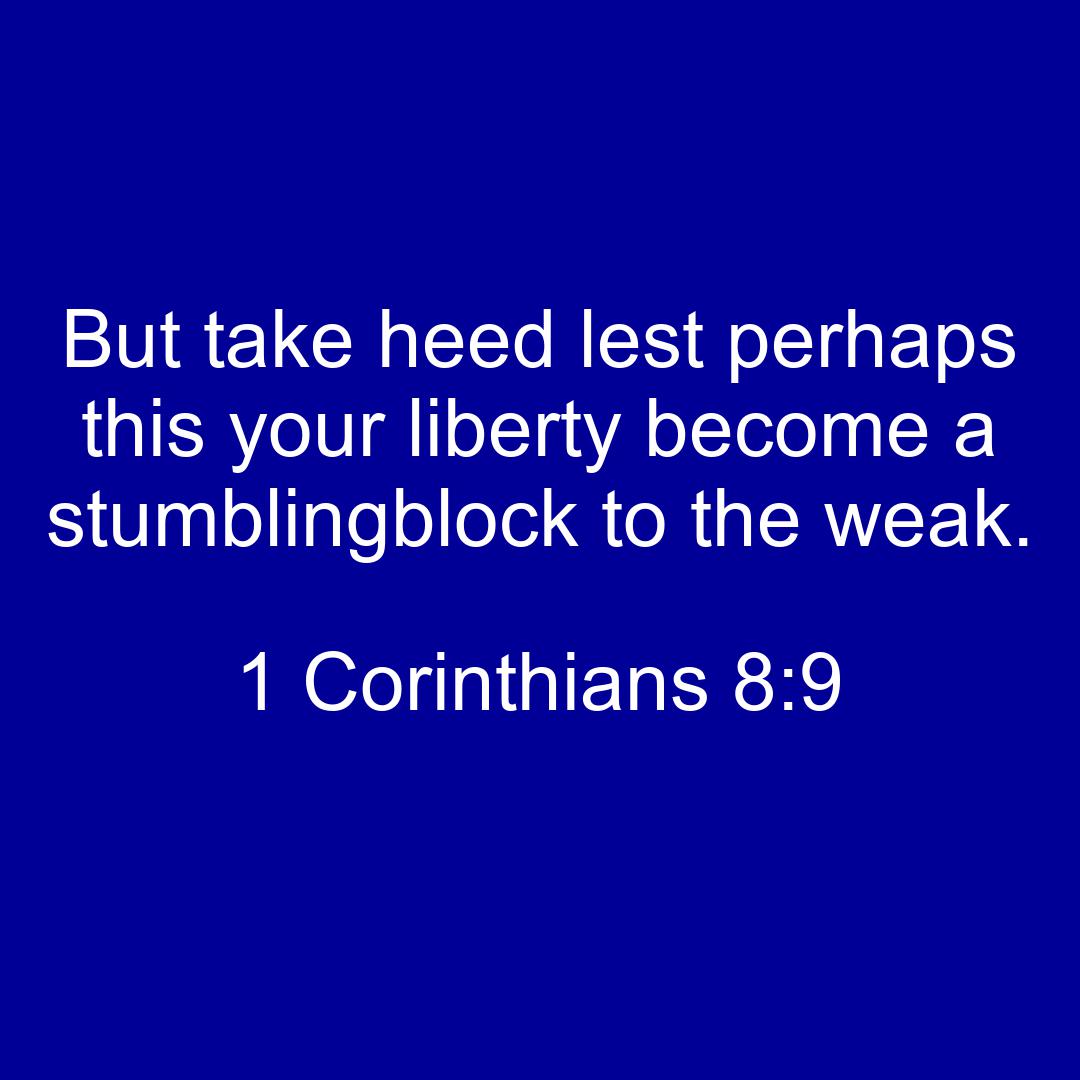 But take heed lest perhaps
this your liberty become a
stumblingblock to the weak.
1 Corinthians 8:9